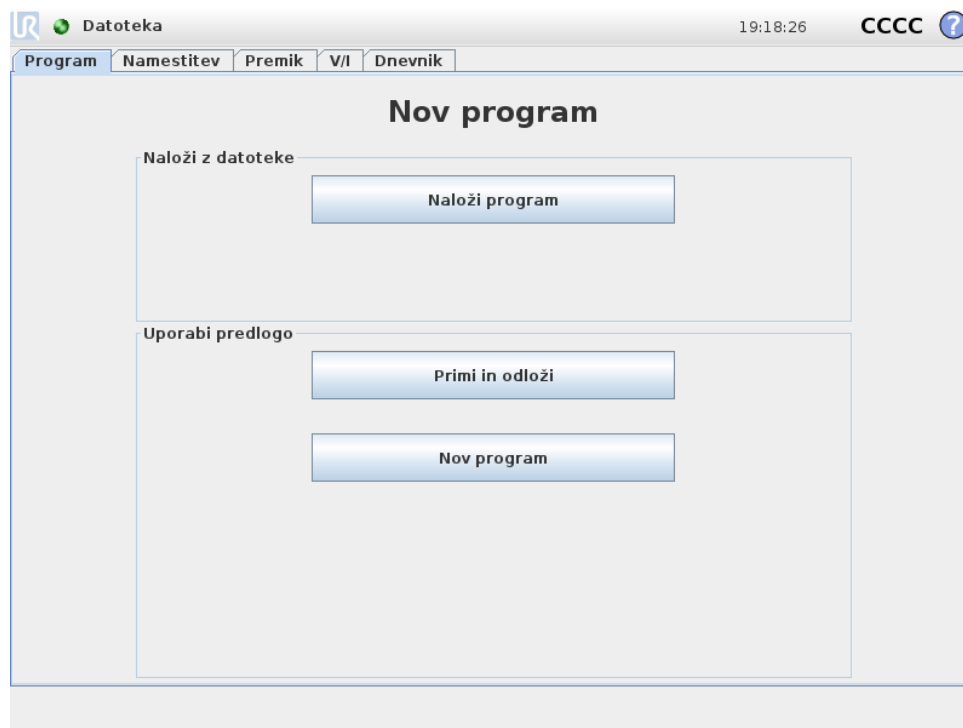 UR Datoteka 19:18:26 CCCC ?
Program Namestitev Premik V/I Dnevnik
Nov program
Naloži z datoteke
Naloži program
Uporabi predlogo
Primi in odloži
Nov program